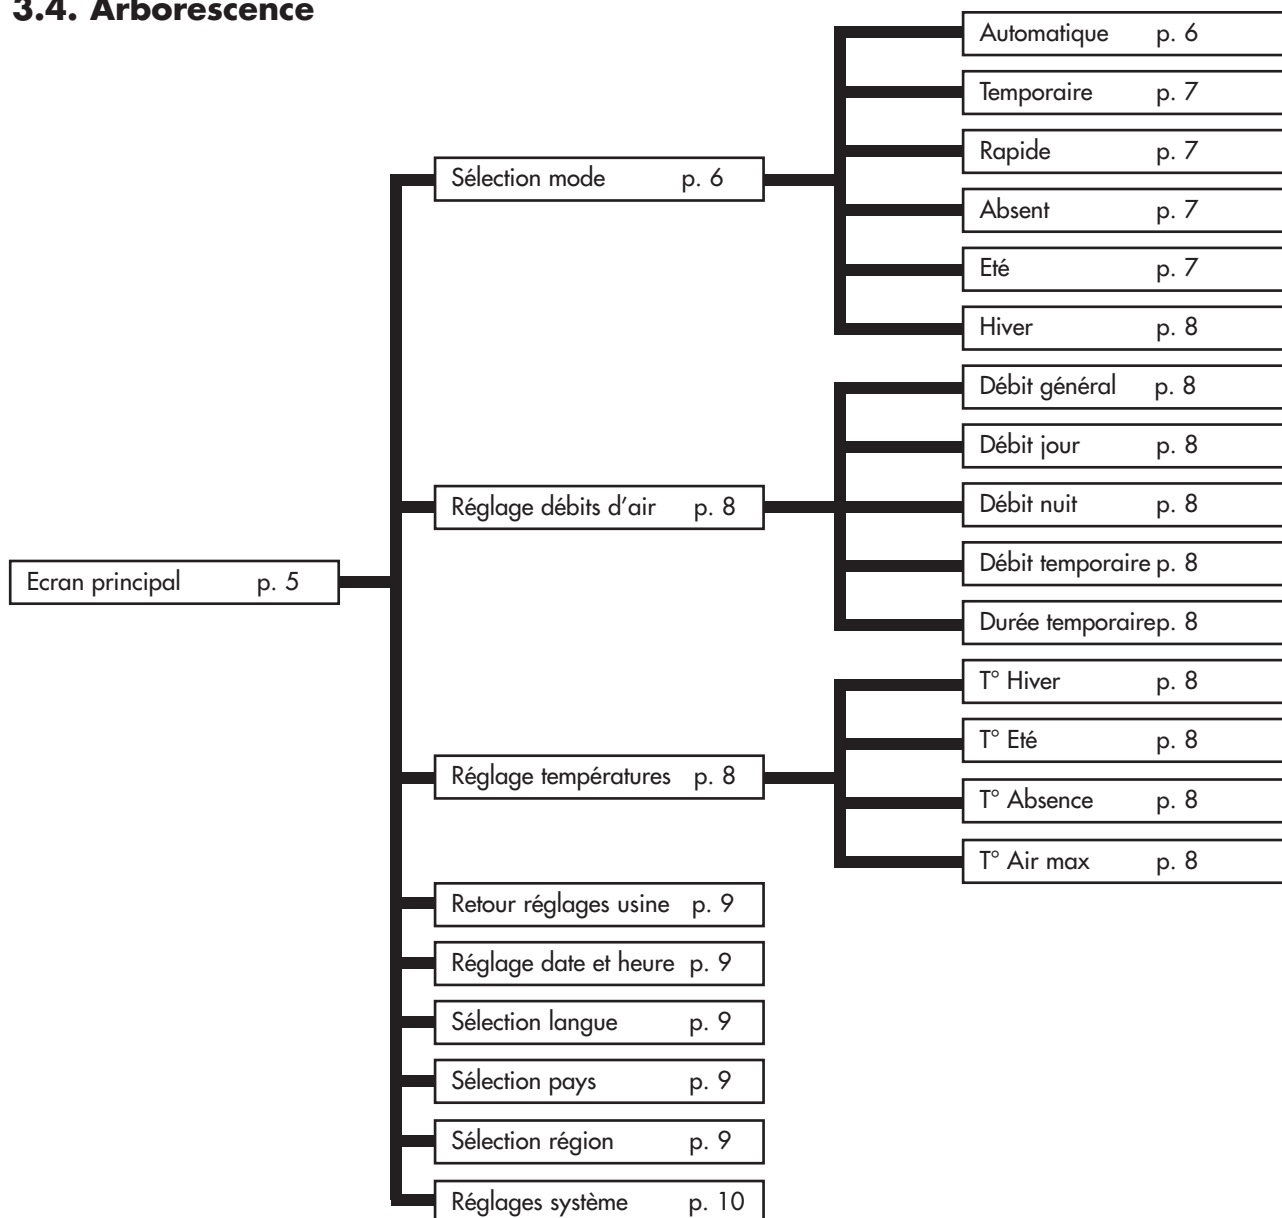 3.4. Arborescence
Automatique p. 6
Temporaire p. 7
Rapide p. 7
Sélection mode p. 6
Absent p. 7
Eté p. 7
Hiver p. 8
Débit général p. 8
Débit jour p. 8
Réglage débits d'air p. 8
Débit nuit p. 8
Débit temporaire p. 8
Ecran principal p. 5
Durée temporaire p. 8
T° Hiver p. 8
T° Eté p. 8
Réglage températures p. 8
T° Absence p. 8
T° Air max p. 8
Retour réglages usine p. 9
Réglage date et heure p. 9
Sélection langue p. 9
Sélection pays p. 9
Sélection région p. 9
Réglages système p. 10